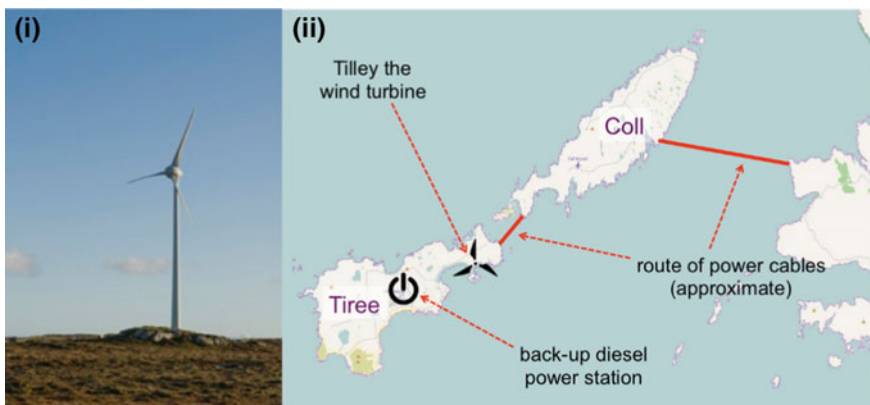 (i)
(ii)
Tilley the
wind turbine
Coll
Tiree
route of power cables
(approximate)
back-up diesel
power station